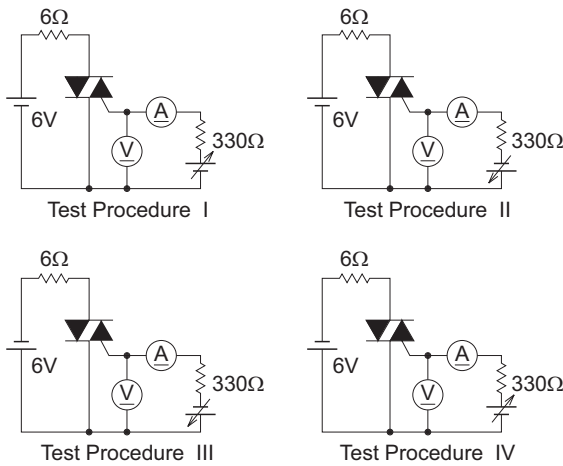 6Ω 6Ω
A A
6V V 330Ω 6V V 330Ω
Test Procedure I Test Procedure II
6Ω 6Ω
A A
6V V 330Ω 6V V 330Ω
Test Procedure III Test Procedure IV